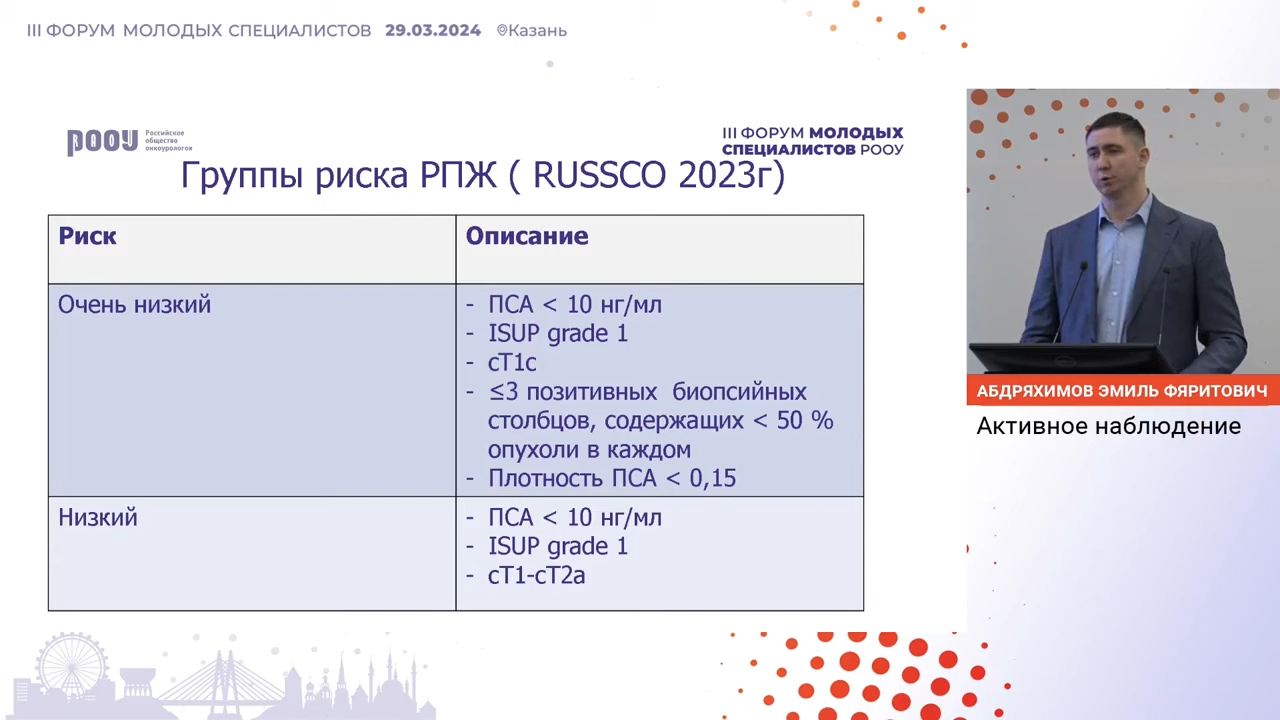 III ФОРУМ МОЛОДЫХ СПЕЦИАЛИСТОВ 29.03.2024 Казань
РООУ Российское
общество
онкоурологов
III ФОРУМ МОЛОДЫХ
СПЕЦИАЛИСТОВ РООУ
Группы риска РПЖ ( RUSSCO 2023г)
Риск
Описание
Очень низкий
- ПСА < 10 нг/мл
- ISUP grade 1
- cT1c
- ≤3 позитивных биопсийных
столбцов, содержащих < 50 %
опухоли в каждом
- Плотность ПСА < 0,15
Низкий
- ПСА < 10 нг/мл
- ISUP grade 1
- cT1-cT2a
АБДРЯХИМОВ ЭМИЛЬ ФЯРИТОВИЧ
Активное наблюдение